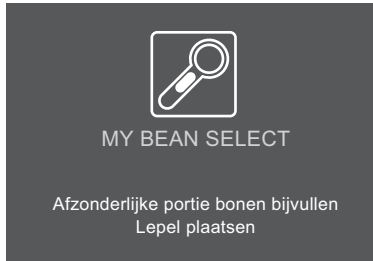 MY BEAN SELECT
Afzonderlijke portie bonen bijvullen
Lepel plaatsen